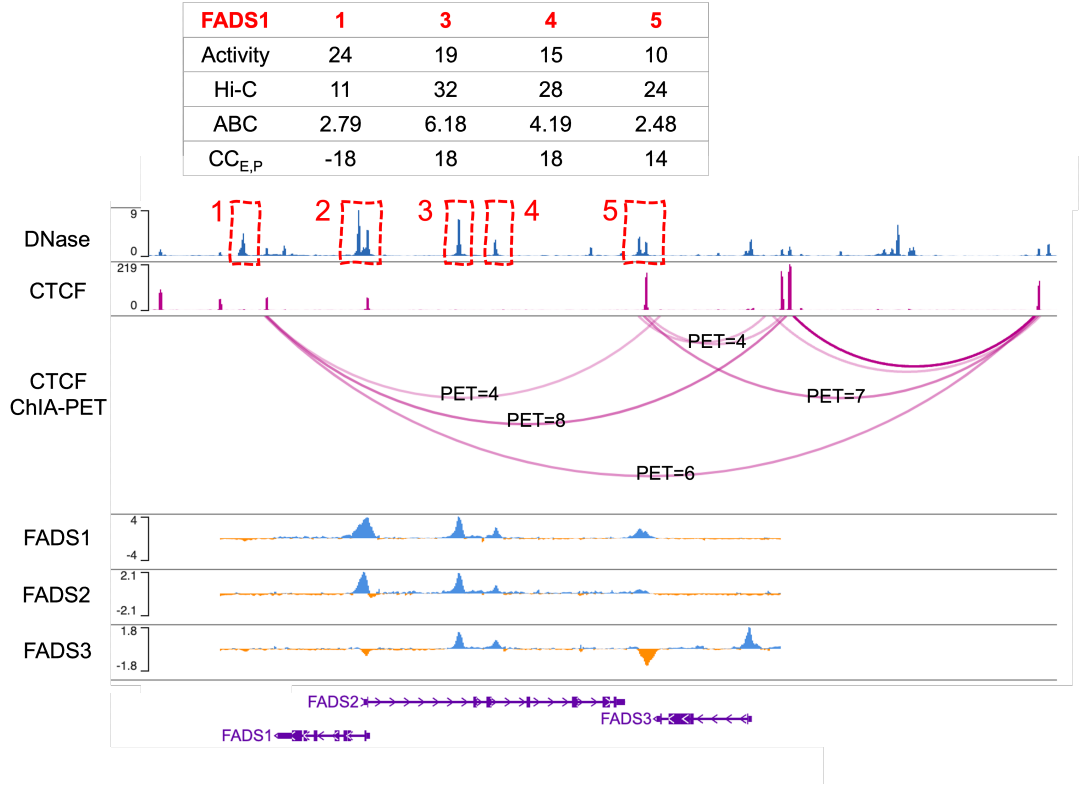 FADS1 1 3 4 5
Activity 24 19 15 10
Hi-C 11 32 28 24
ABC 2.79 6.18 4.19 2.48
CCE,P -18 18 18 14
1 2 3 4 5
DNase 9 0
CTCF 219 0
CTCF
ChIA-PET
PET=4
PET=4 PET=7
PET=8
PET=6
FADS1 4 -4
FADS2 2.1 -2.1
FADS3 1.8 -1.8
FADS2
FADS3
FADS1